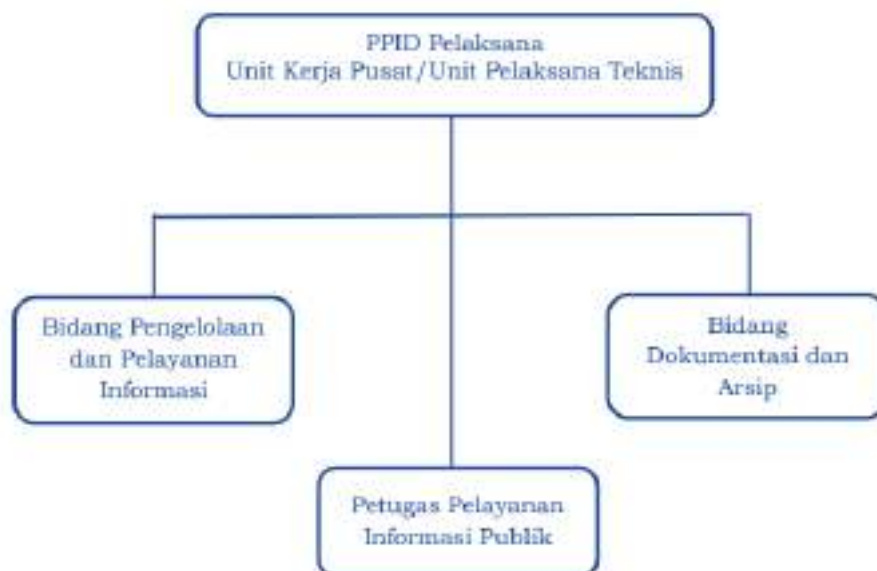 PPID Pelaksana
Unit Kerja Pusat/Unit Pelaksana Teknis
Bidang Pengelolaan
dan Pelayanan
Informasi
Bidang
Dokumentasi dan
Arsip
Petugas Pelayanan
Informasi Publik